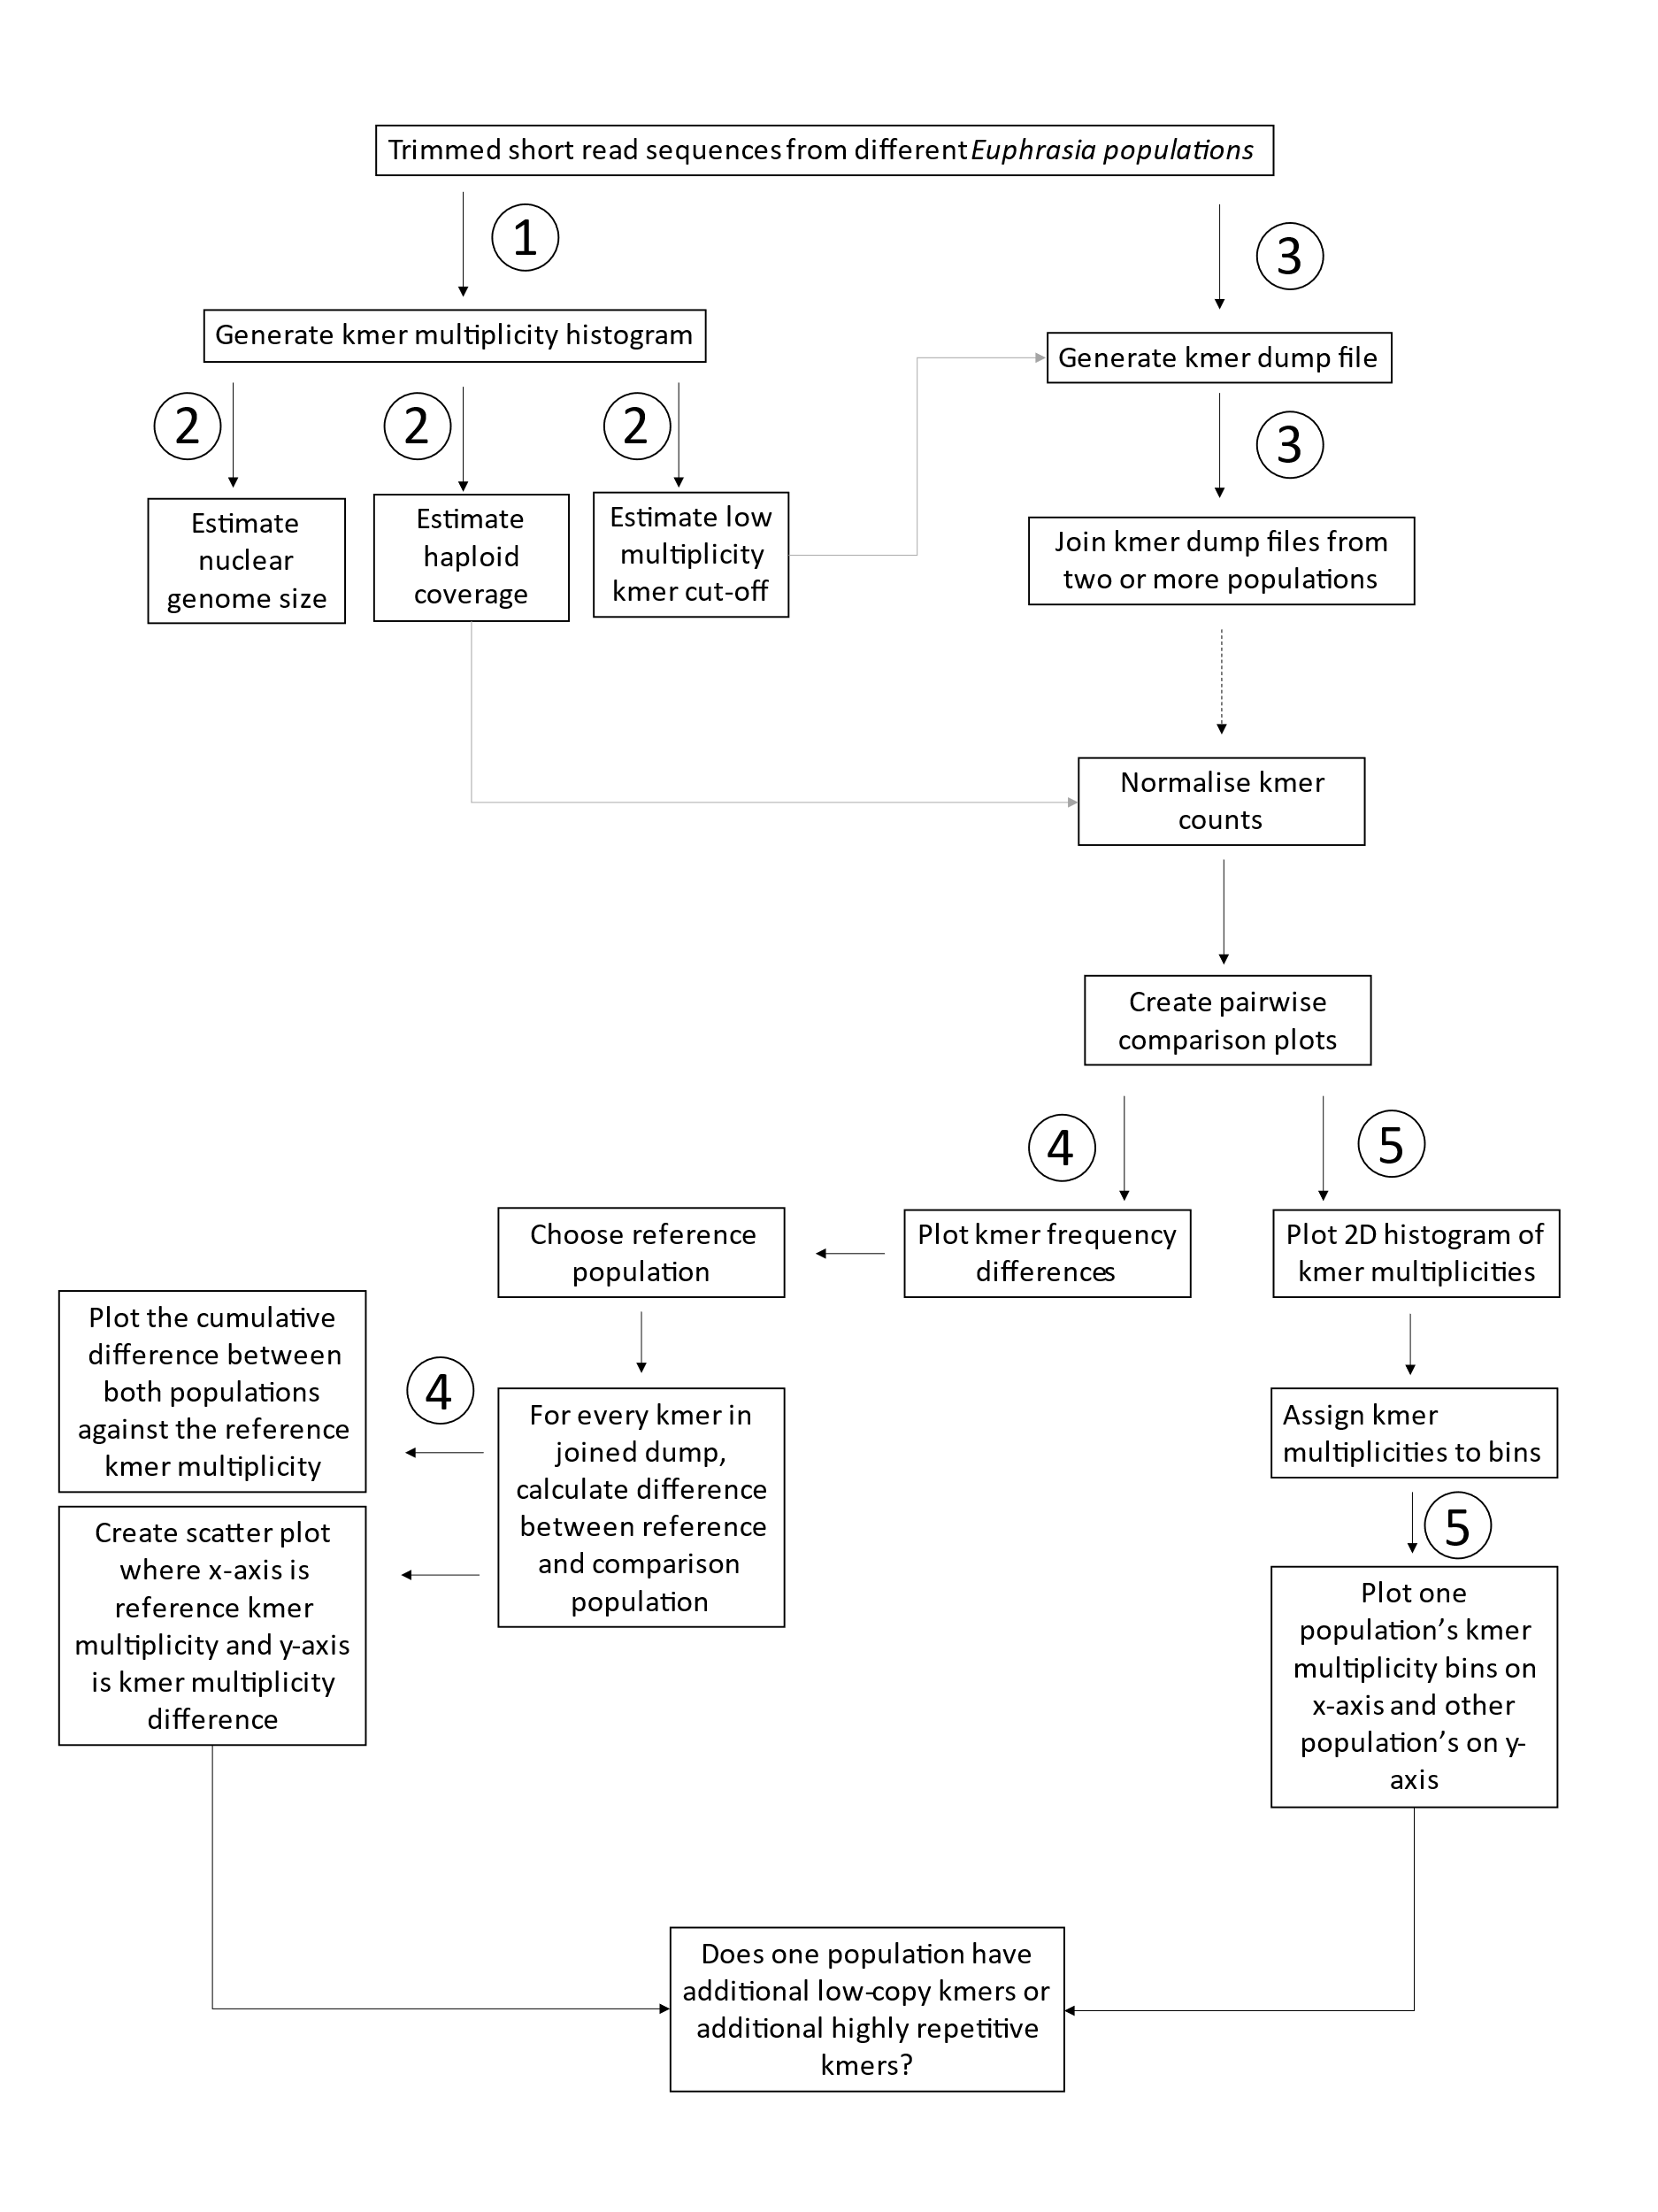 Trimmed short read sequences from different Euphrasia populations
1
3
Generate kmer multiplicity histogram
Generate kmer dump file
2
2
2
3
Estimate
nuclear
genome size
Estimate
haploid
coverage
Estimate low
multiplicity
kmer cut-off
Join kmer dump files from
two or more populations
Normalise kmer
counts
Create pairwise
comparison plots
4
5
Plot kmer frequency
differences
Plot 2D histogram of
kmer multiplicities
Choose reference
population
Plot the cumulative
difference between
both populations
against the reference
kmer multiplicity
4
For every kmer in
joined dump,
calculate difference
between reference
and comparison
population
Assign kmer
multiplicities to bins
5
Create scatter plot
where x-axis is
reference kmer
multiplicity and y-axis
is kmer multiplicity
difference
Plot one
population's kmer
multiplicity bins on
x-axis and other
population's on y-
axis
Does one population have
additional low-copy kmers or
additional highly repetitive
kmers?